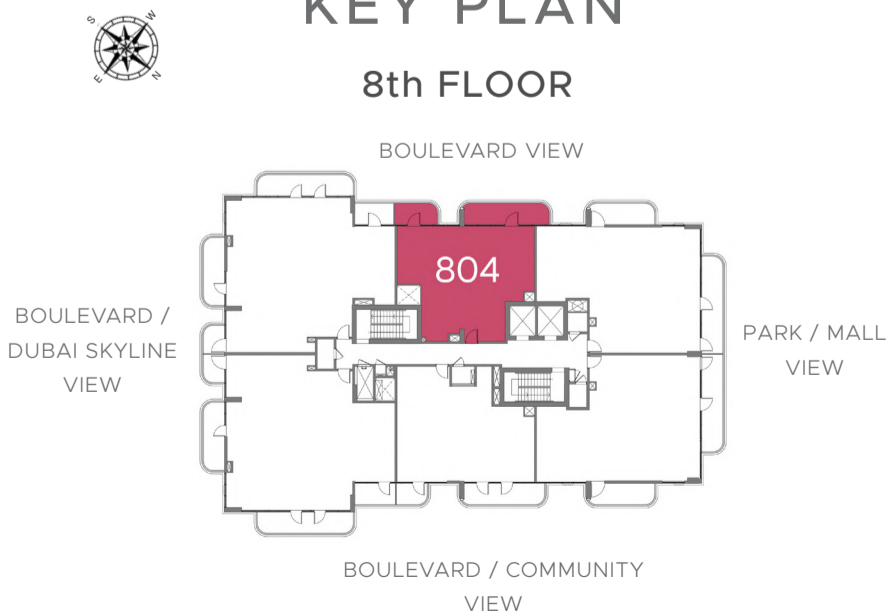 KEY PLAN
S
W
E
N
8th FLOOR
BOULEVARD VIEW
804
BOULEVARD /
DUBAI SKYLINE
VIEW
PARK / MALL
VIEW
BOULEVARD / COMMUNITY
VIEW